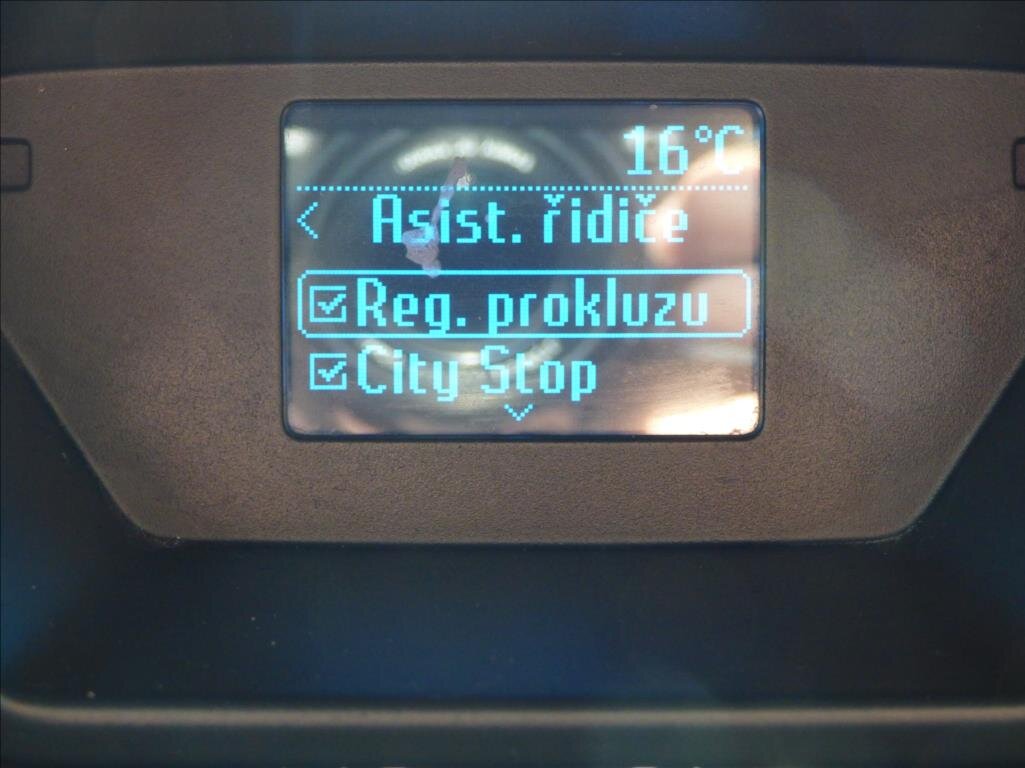 16°C
< Asist. řidiče
Reg. prokluzu
City Stop